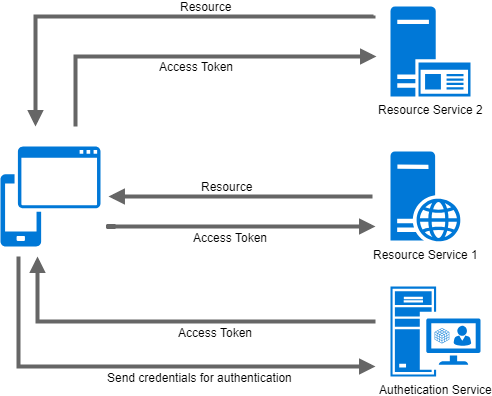 Resource
Access Token
Resource Service 2
Resource
Access Token
Resource Service 1
Access Token
Send credentials for authentication
Authetication Service